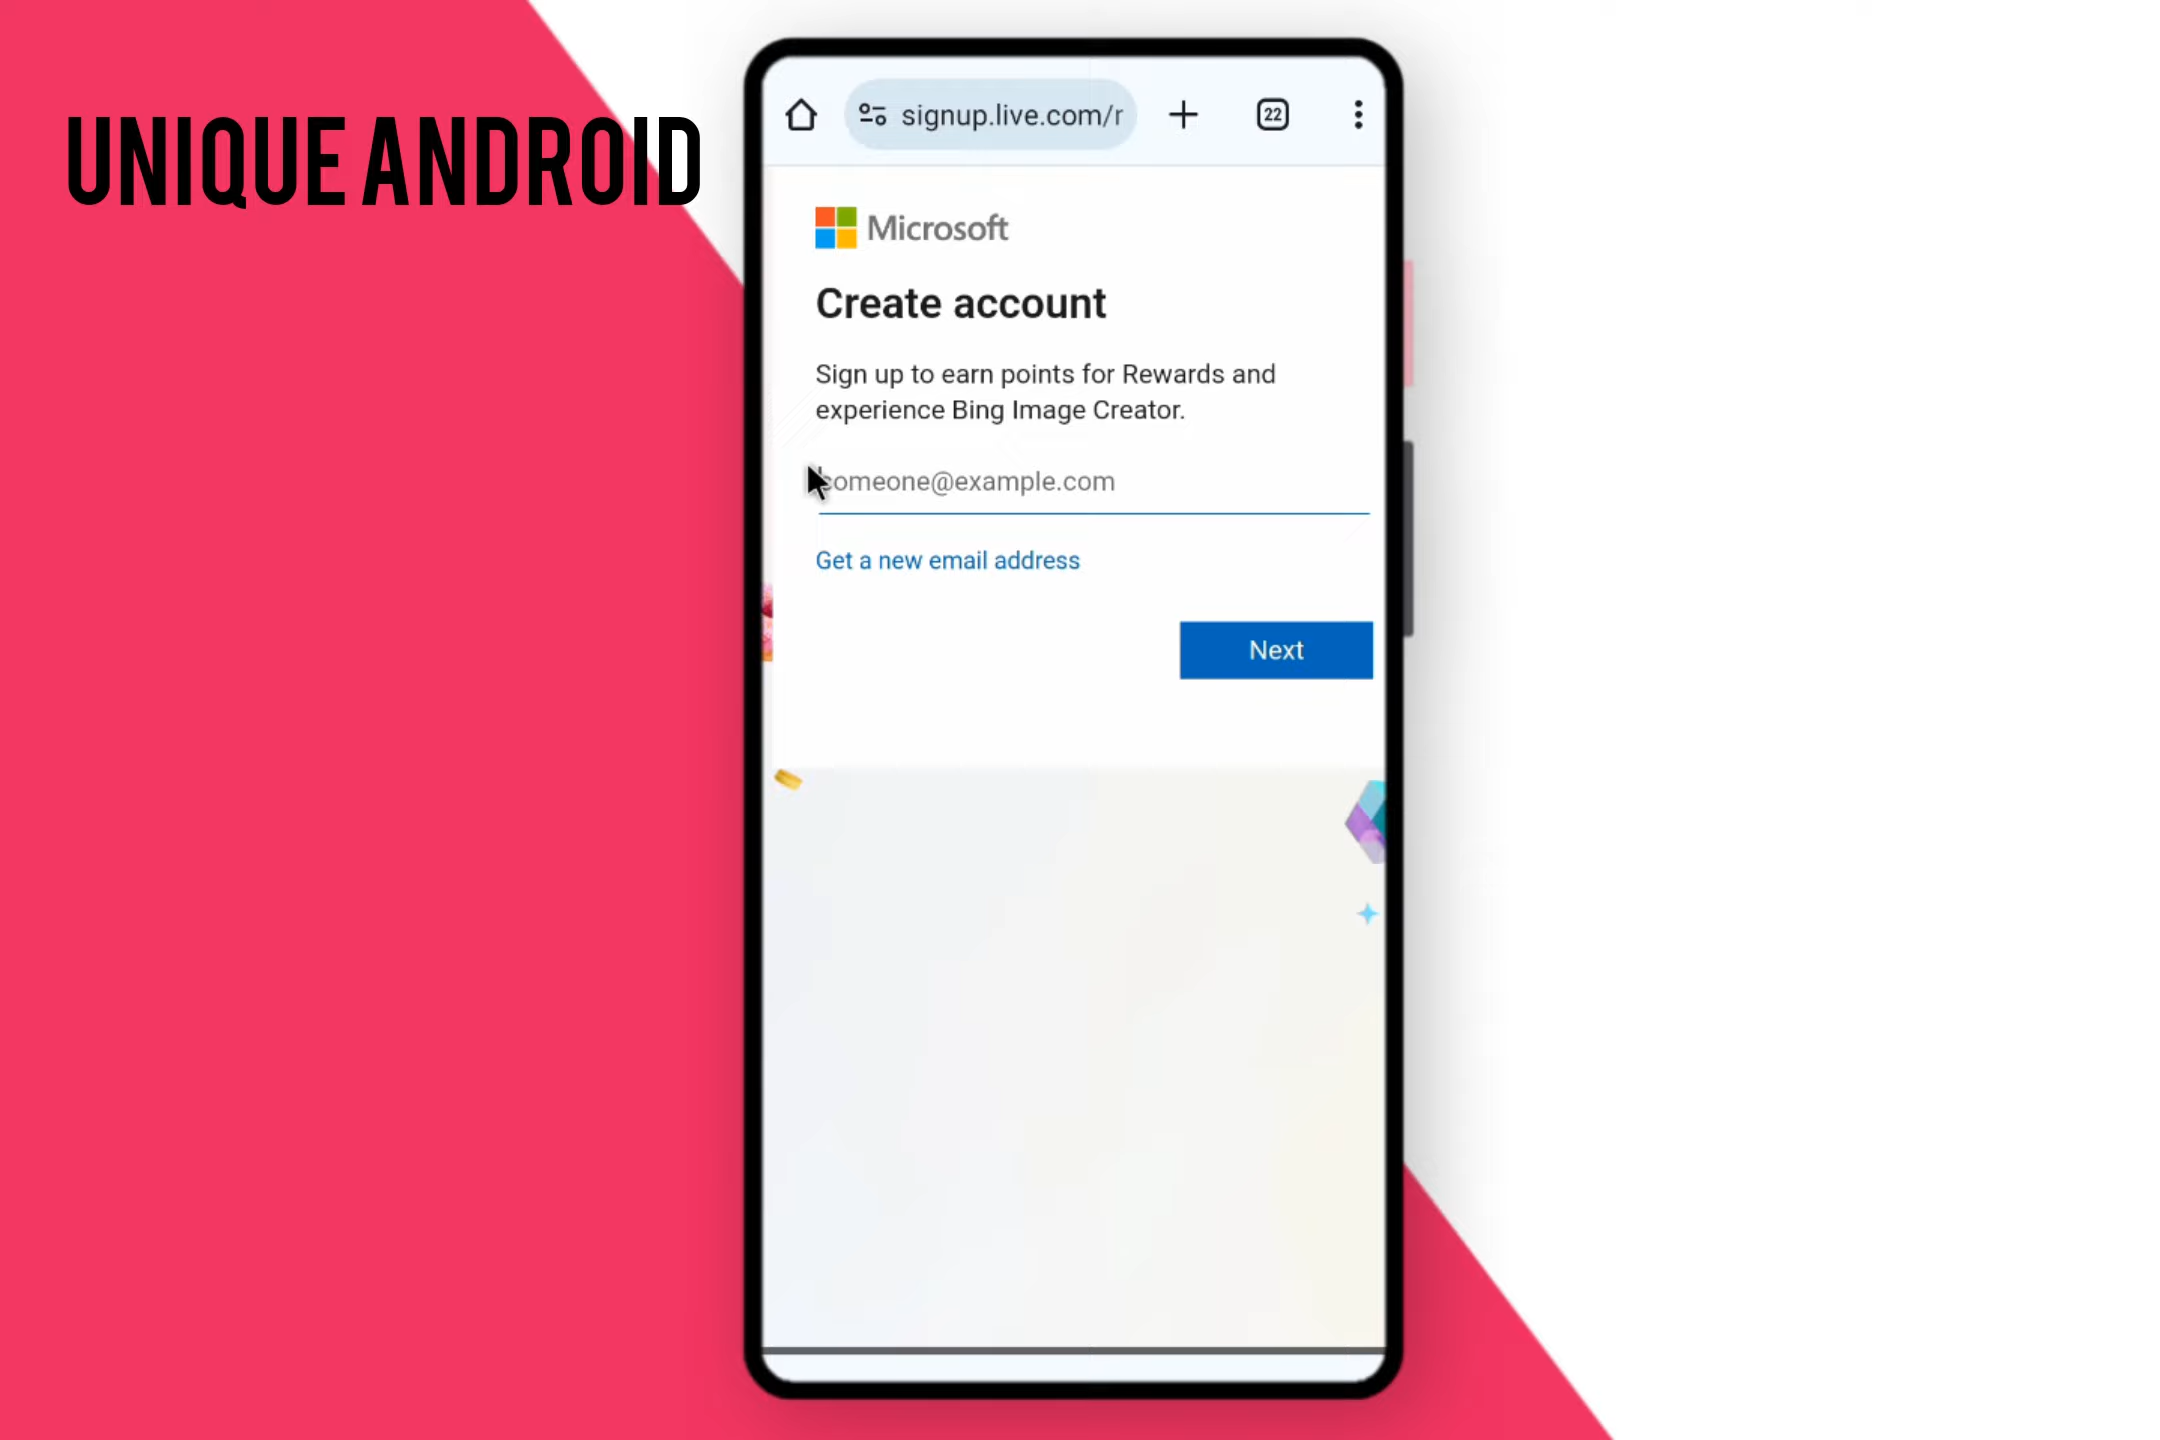 UNIQUE ANDROID
signup.live.com/r
22
Microsoft
Create account
Sign up to earn points for Rewards and
experience Bing Image Creator.
someone@example.com
Get a new email address
Next